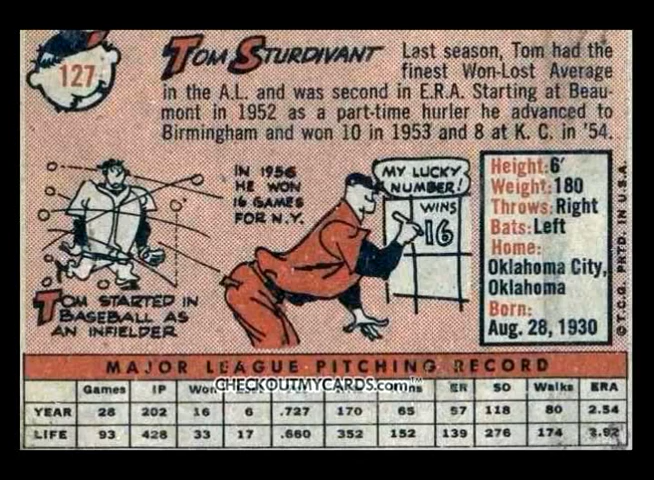 127
TOM STURDIVANT
Last season, Tom had the
finest Won-Lost Average
in the A.L. and was second in E.R.A. Starting at Beau-
mont in 1952 as a part-time hurler he advanced to
Birmingham and won 10 in 1953 and 8 at K. C. in '54.
TOM STARTED IN
BASEBALL AS
AN INFIELDER
IN 1956
HE WON
16 GAMES
FOR N.Y.
MY LUCKY
NUMBER!
WINS
16
Height: 6'
Weight: 180
Throws: Right
Bats: Left
Home:
Oklahoma City,
Oklahoma
Born:
Aug. 28, 1930
© T.C.G. PRTD. IN U.S.A.
MAJOR LEAGUE PITCHING RECORD
Games IP Won ER SO Walks ERA
CHECKOUTMYCARDS.com™
YEAR 28 202 16 6 .727 170 65 57 118 80 2.54
LIFE 93 428 33 17 .660 352 152 139 276 174 2.92